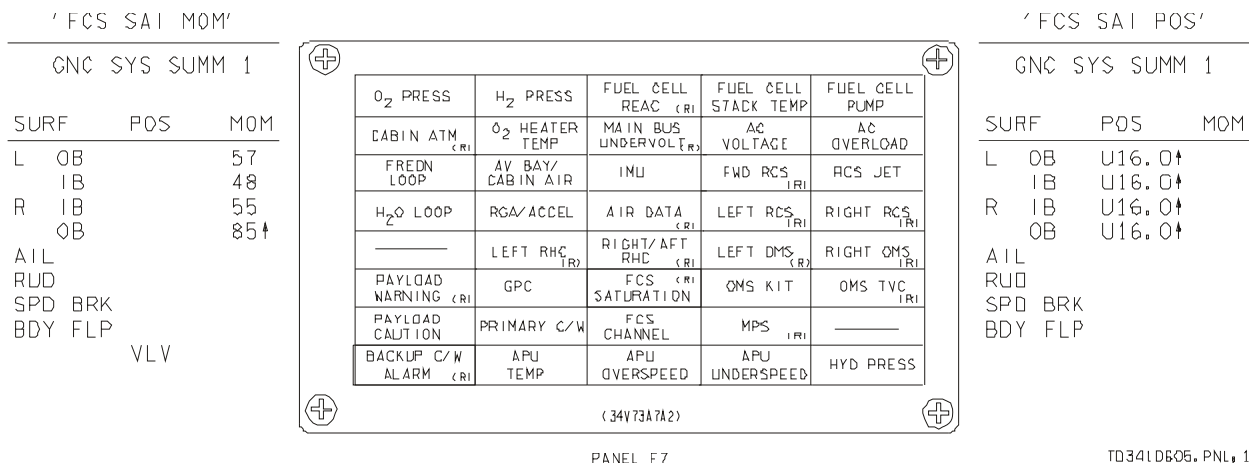 'FCS SAT MOM'
GNC SYS SUMM 1
SURF POS MOM
L OB 57
IB 48
R IB 55
OB 85↑
AIL
RUD
SPD BRK
BDY FLP
VLV
O2 PRESS
H2 PRESS
FUEL CELL
REAC (R)
FUEL CELL
STACK TEMP
FUEL CELL
PUMP
CABIN ATM (R)
O2 HEATER
TEMP
MAIN BUS
UNDERVOLT (R)
AC
VOLTAGE
AC
OVERLOAD
FREON
LOOP
AV BAY/
CABIN AIR
IMU
FWD RCS (R)
RCS JET
H2O LOOP
RGA/ACCEL
AIR DATA (R)
LEFT RCS (R)
RIGHT RCS (R)
LEFT RHC (R)
RIGHT/AFT
RHC (R)
LEFT OMS (R)
RIGHT OMS (R)
PAYLOAD
WARNING (R)
GPC
FCS (R)
SATURATION
OMS KIT
OMS TVC (R)
PAYLOAD
CAUTION
PRIMARY C/W
FCS
CHANNEL
MPS (R)
BACKUP C/W
ALARM (R)
APU
TEMP
APU
OVERSPEED
APU
UNDERSPEED
HYD PRESS
(34V73A7A2)
PANEL F7
'FCS SAT POS'
GNC SYS SUMM 1
SURF POS MOM
L OB U16.0↑
IB U16.0↑
R IB U16.0↑
OB U16.0↑
AIL
RUD
SPD BRK
BDY FLP